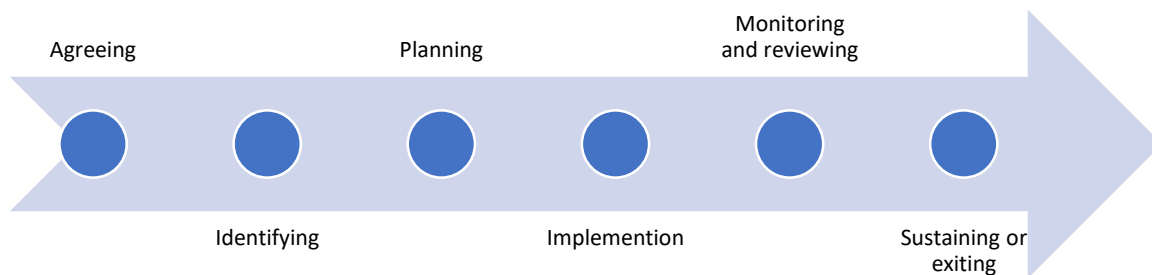 Agreeing
Identifying
Planning
Implemention
Monitoring
and reviewing
Sustaining or
exiting